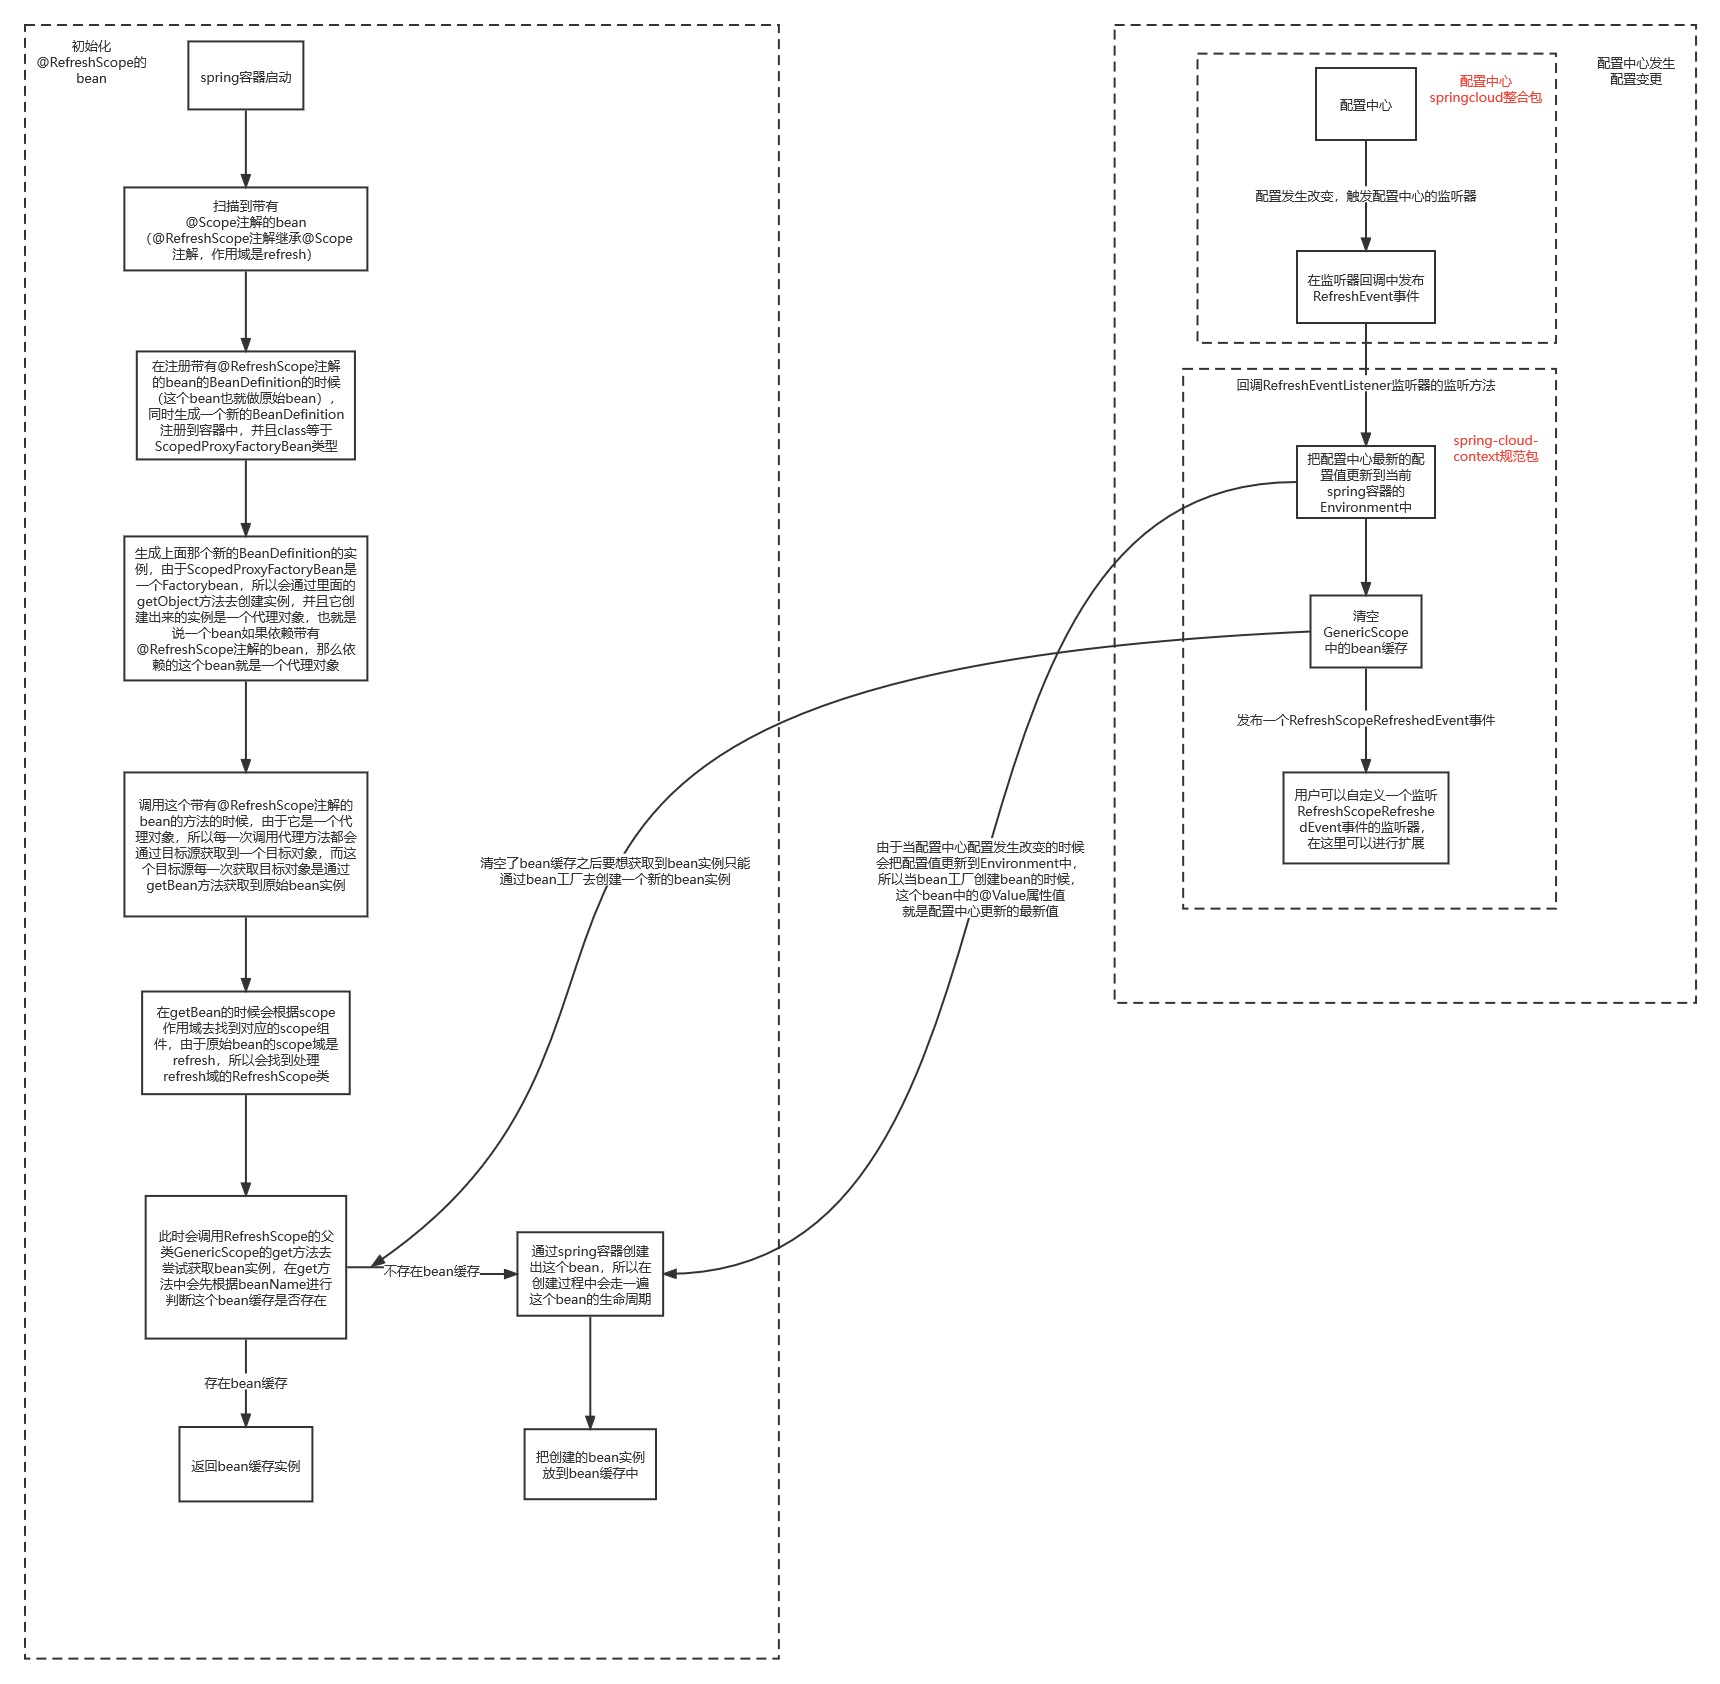 初始化
@RefreshScope的
bean
spring容器启动
扫描到带有
@Scope注解的bean
（@RefreshScope注解继承@Scope
注解，作用域是refresh）
在注册带有@RefreshScope注解
的bean的BeanDefinition的时候
（这个bean也就做原始bean），
同时生成一个新的BeanDefinition
注册到容器中，并且class等于
ScopedProxyFactoryBean类型
生成上面那个新的BeanDefinition的实
例，由于ScopedProxyFactoryBean是
一个Factorybean，所以会通过里面的
getObject方法去创建实例，并且它创
建出来的实例是一个代理对象，也就是
说一个bean如果依赖带有
@RefreshScope注解的bean，那么依
赖的这个bean就是一个代理对象
调用这个带有@RefreshScope注解的
bean的方法的时候，由于它是一个代
理对象，所以每一次调用代理方法都会
通过目标源获取到一个目标对象，而这
个目标源每一次获取目标对象是通过
getBean方法获取到原始bean实例
在getBean的时候会根据scope
作用域去找到对应的scope组
件，由于原始bean的scope域是
refresh，所以会找到处理
refresh域的RefreshScope类
此时会调用RefreshScope的父
类GenericScope的get方法去
尝试获取bean实例，在get方
法中会先根据beanName进行
判断这个bean缓存是否存在
存在bean缓存
返回bean缓存实例
不存在bean缓存
通过spring容器创建
出这个bean，所以在
创建过程中会走一遍
这个bean的生命周期
把创建的bean实例
放到bean缓存中
清空了bean缓存之后要想获取到bean实例只能
通过bean工厂去创建一个新的bean实例
由于当配置中心配置发生改变的时候
会把配置值更新到Environment中，
所以当bean工厂创建bean的时候，
这个bean中的@Value属性值
就是配置中心更新的最新值
配置中心发生
配置变更
配置中心
springcloud整合包
配置中心
配置发生改变，触发配置中心的监听器
在监听器回调中发布
RefreshEvent事件
回调RefreshEventListener监听器的监听方法
spring-cloud-
context规范包
把配置中心最新的配
置值更新到当前
spring容器的
Environment中
清空
GenericScope
中的bean缓存
发布一个RefreshScopeRefreshedEvent事件
用户可以自定义一个监听
RefreshScopeRefreshe
dEvent事件的监听器，
在这里可以进行扩展